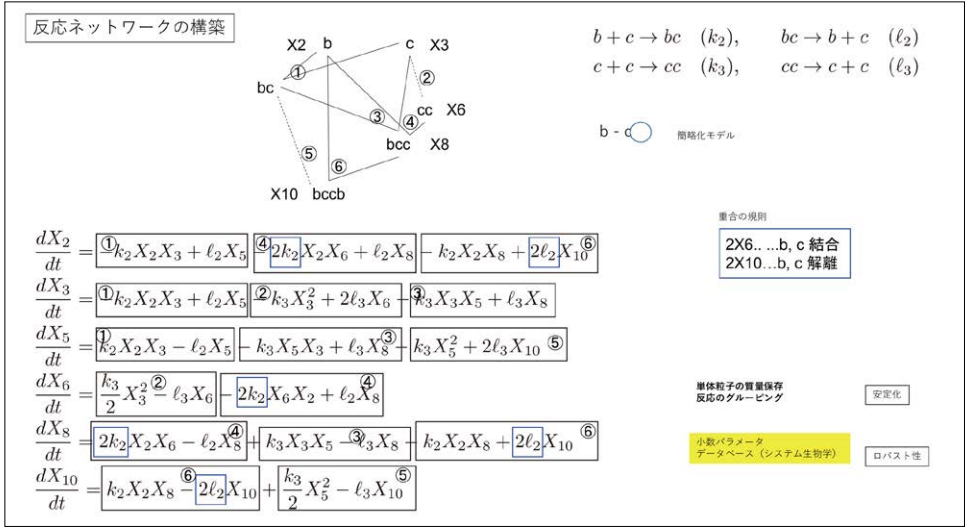 反応ネットワークの構築
X2 b c X3
①
②
bc
cc X6
③ ④
bcc X8
⑤ ⑥
X10 bccb
b + c → bc (k₂), bc → b + c (ℓ₂)
c + c → cc (k₃), cc → c + c (ℓ₃)
b - c
簡略化モデル
重合の規則
2X6.. ...b, c 結合
2X10…b, c 解離
dX₂/dt = ① -k₂X₂X₃ + ℓ₂X₅ ④ - 2k₂X₂X₆ + ℓ₂X₈ - k₂X₂X₈ + 2ℓ₂X₁₀ ⑥
dX₃/dt = ① -k₂X₂X₃ + ℓ₂X₅ - ② k₃X₃² + 2ℓ₃X₆ - ③ k₃X₃X₅ + ℓ₃X₈
dX₅/dt = ① k₂X₂X₃ - ℓ₂X₅ - k₃X₅X₃ + ℓ₃X₈ ③ - k₃X₅² + 2ℓ₃X₁₀ ⑤
dX₆/dt = k₃/2 X₃² ② - ℓ₃X₆ - 2k₂X₆X₂ + ℓ₂X₈ ④
dX₈/dt = 2k₂X₂X₆ - ℓ₂X₈ ④ + k₃X₃X₅ - ③ ℓ₃X₈ - k₂X₂X₈ + 2ℓ₂X₁₀ ⑥
dX₁₀/dt = k₂X₂X₈ - ⑥ 2ℓ₂X₁₀ + k₃/2 X₅² - ℓ₃X₁₀ ⑤
単体粒子の質量保存
反応のグルーピング
安定化
小数パラメータ
データベース（システム生物学）
ロバスト性